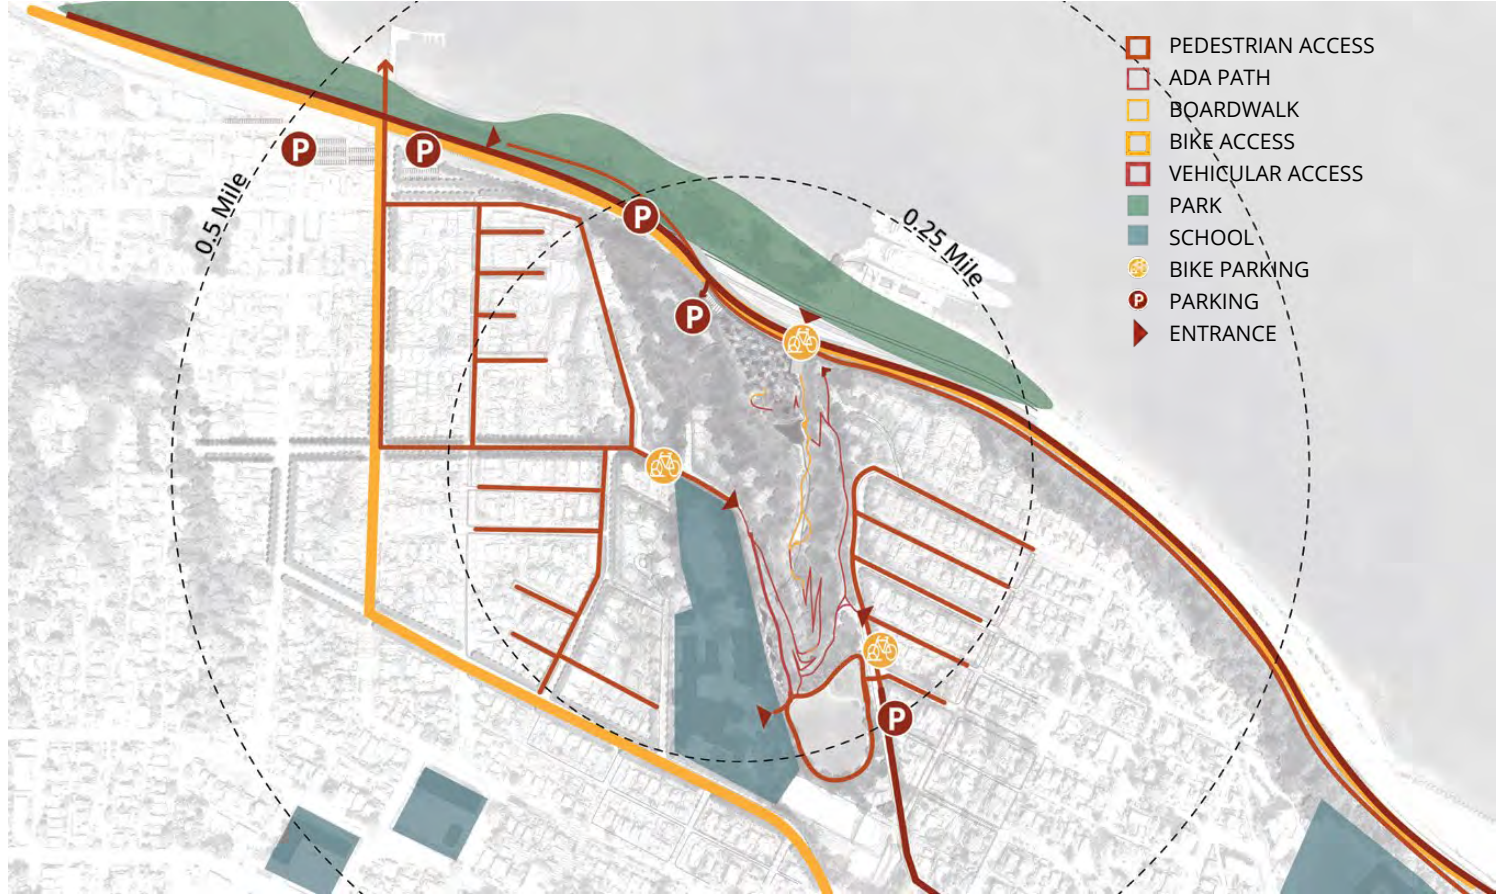 PEDESTRIAN ACCESS
ADA PATH
BOARDWALK
BIKE ACCESS
VEHICULAR ACCESS
PARK
SCHOOL
BIKE PARKING
P PARKING
ENTRANCE
P
P
0.5 Mile
P
0.25 Mile
P
P